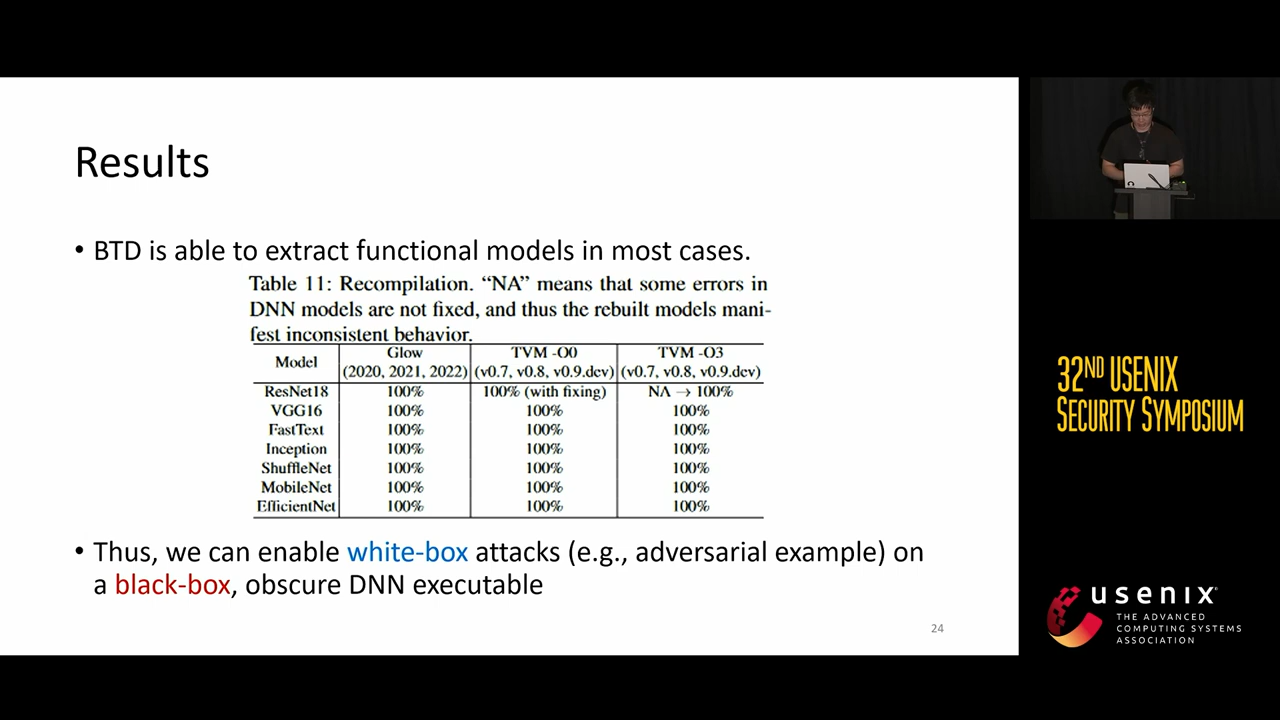 Results
• BTD is able to extract functional models in most cases.
Table 11: Recompilation. “NA” means that some errors in
DNN models are not fixed, and thus the rebuilt models mani-
fest inconsistent behavior.
Model Glow (2020, 2021, 2022) TVM -O0 (v0.7, v0.8, v0.9.dev) TVM -O3 (v0.7, v0.8, v0.9.dev)
ResNet18 100% 100% (with fixing) NA → 100%
VGG16 100% 100% 100%
FastText 100% 100% 100%
Inception 100% 100% 100%
ShuffleNet 100% 100% 100%
MobileNet 100% 100% 100%
EfficientNet 100% 100% 100%
• Thus, we can enable white-box attacks (e.g., adversarial example) on
a black-box, obscure DNN executable
24
32ND USENIX
SECURITY SYMPOSIUM
usenix
THE ADVANCED
COMPUTING SYSTEMS
ASSOCIATION